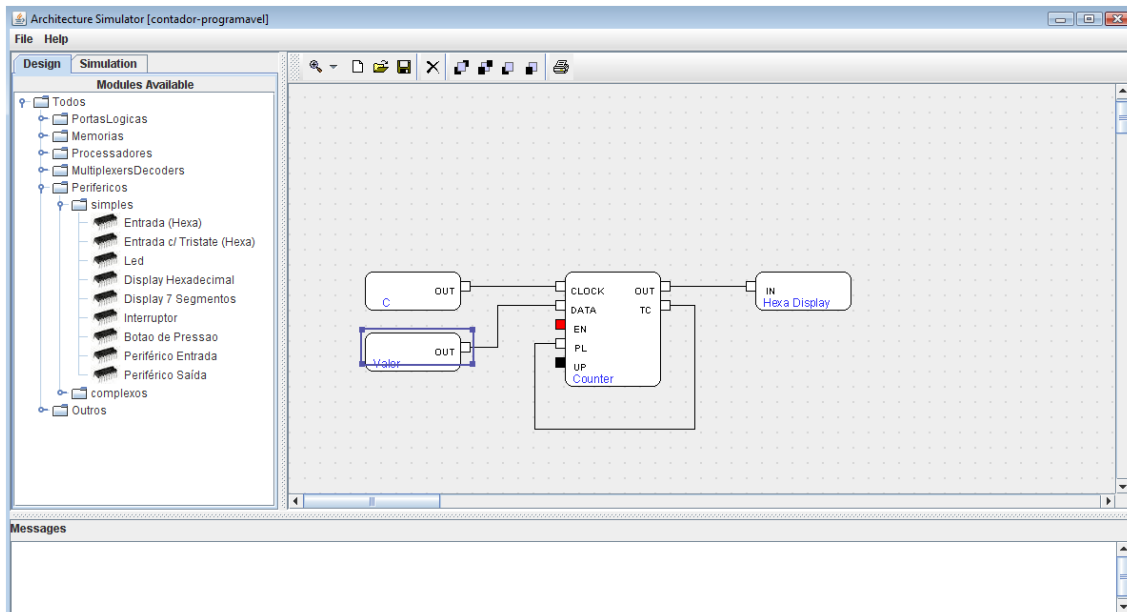 Architecture Simulator [contador-programavel]
File Help
Design Simulation
Modules Available
Todos
PortasLogicas
Memorias
Processadores
MultiplexersDecoders
Perifericos
simples
Entrada (Hexa)
Entrada c/ Tristate (Hexa)
Led
Display Hexadecimal
Display 7 Segmentos
Interruptor
Botao de Pressao
Periférico Entrada
Periférico Saída
complexos
Outros
OUT
C
OUT
Valor
CLOCK OUT
DATA TC
EN
PL
UP
Counter
IN
Hexa Display
Messages